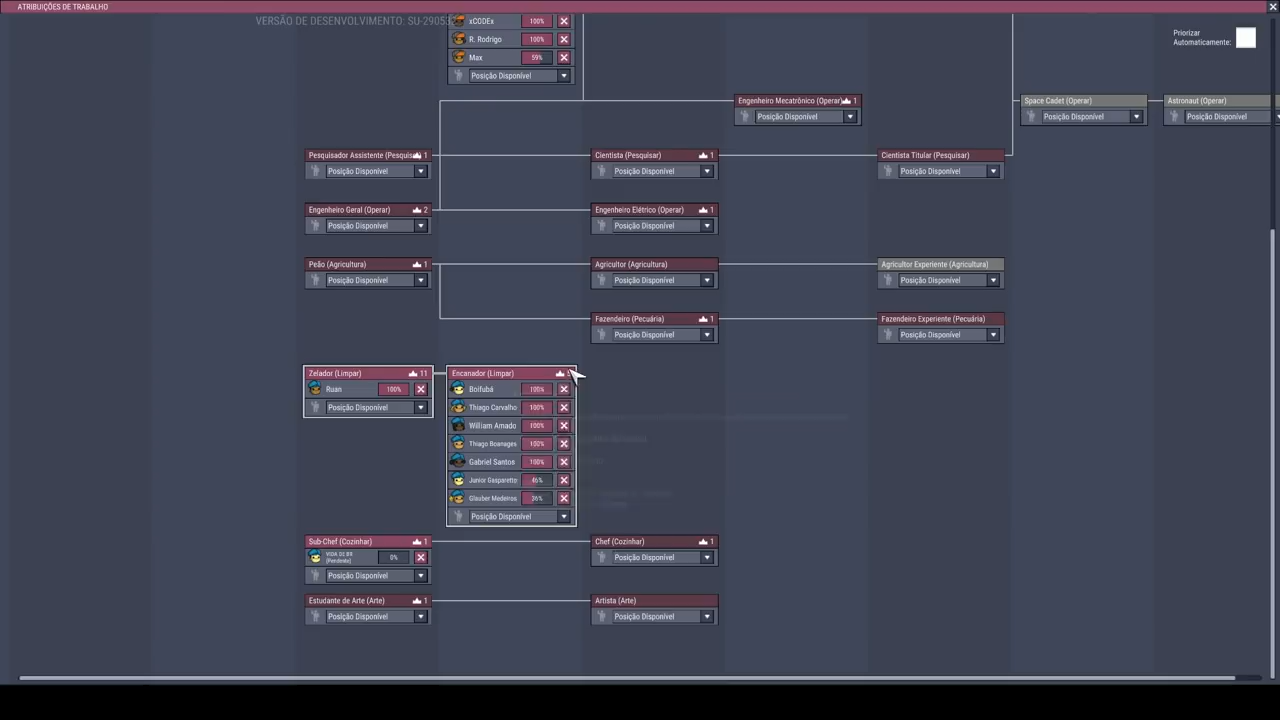 ATRIBUIÇÕES DE TRABALHO
VERSÃO DE DESENVOLVIMENTO: SU-29053
Priorizar
Automaticamente:
xCODEx 100%
R. Rodrigo 100%
Max 59%
Posição Disponível
Engenheiro Mecatrônico (Operar) 1
Posição Disponível
Space Cadet (Operar)
Posição Disponível
Astronaut (Operar)
Posição Disponível
Pesquisador Assistente (Pesquisar) 1
Posição Disponível
Cientista (Pesquisar) 1
Posição Disponível
Cientista Titular (Pesquisar)
Posição Disponível
Engenheiro Geral (Operar) 2
Posição Disponível
Engenheiro Elétrico (Operar) 1
Posição Disponível
Peão (Agricultura) 1
Posição Disponível
Agricultor (Agricultura)
Posição Disponível
Agricultor Experiente (Agricultura)
Posição Disponível
Fazendeiro (Pecuária) 1
Posição Disponível
Fazendeiro Experiente (Pecuária)
Posição Disponível
Zelador (Limpar) 11
Ruan 100%
Posição Disponível
Encanador (Limpar)
Boifubá 100%
Thiago Carvalho 100%
William Amado 100%
Thiago Boanages 100%
Gabriel Santos 100%
Junior Gasparetto 46%
Glauber Medeiros 36%
Posição Disponível
Sub-Chef (Cozinhar) 1
VIDA DI BR
(Pendente) 0%
Posição Disponível
Chef (Cozinhar) 1
Posição Disponível
Estudante de Arte (Arte) 1
Posição Disponível
Artista (Arte)
Posição Disponível